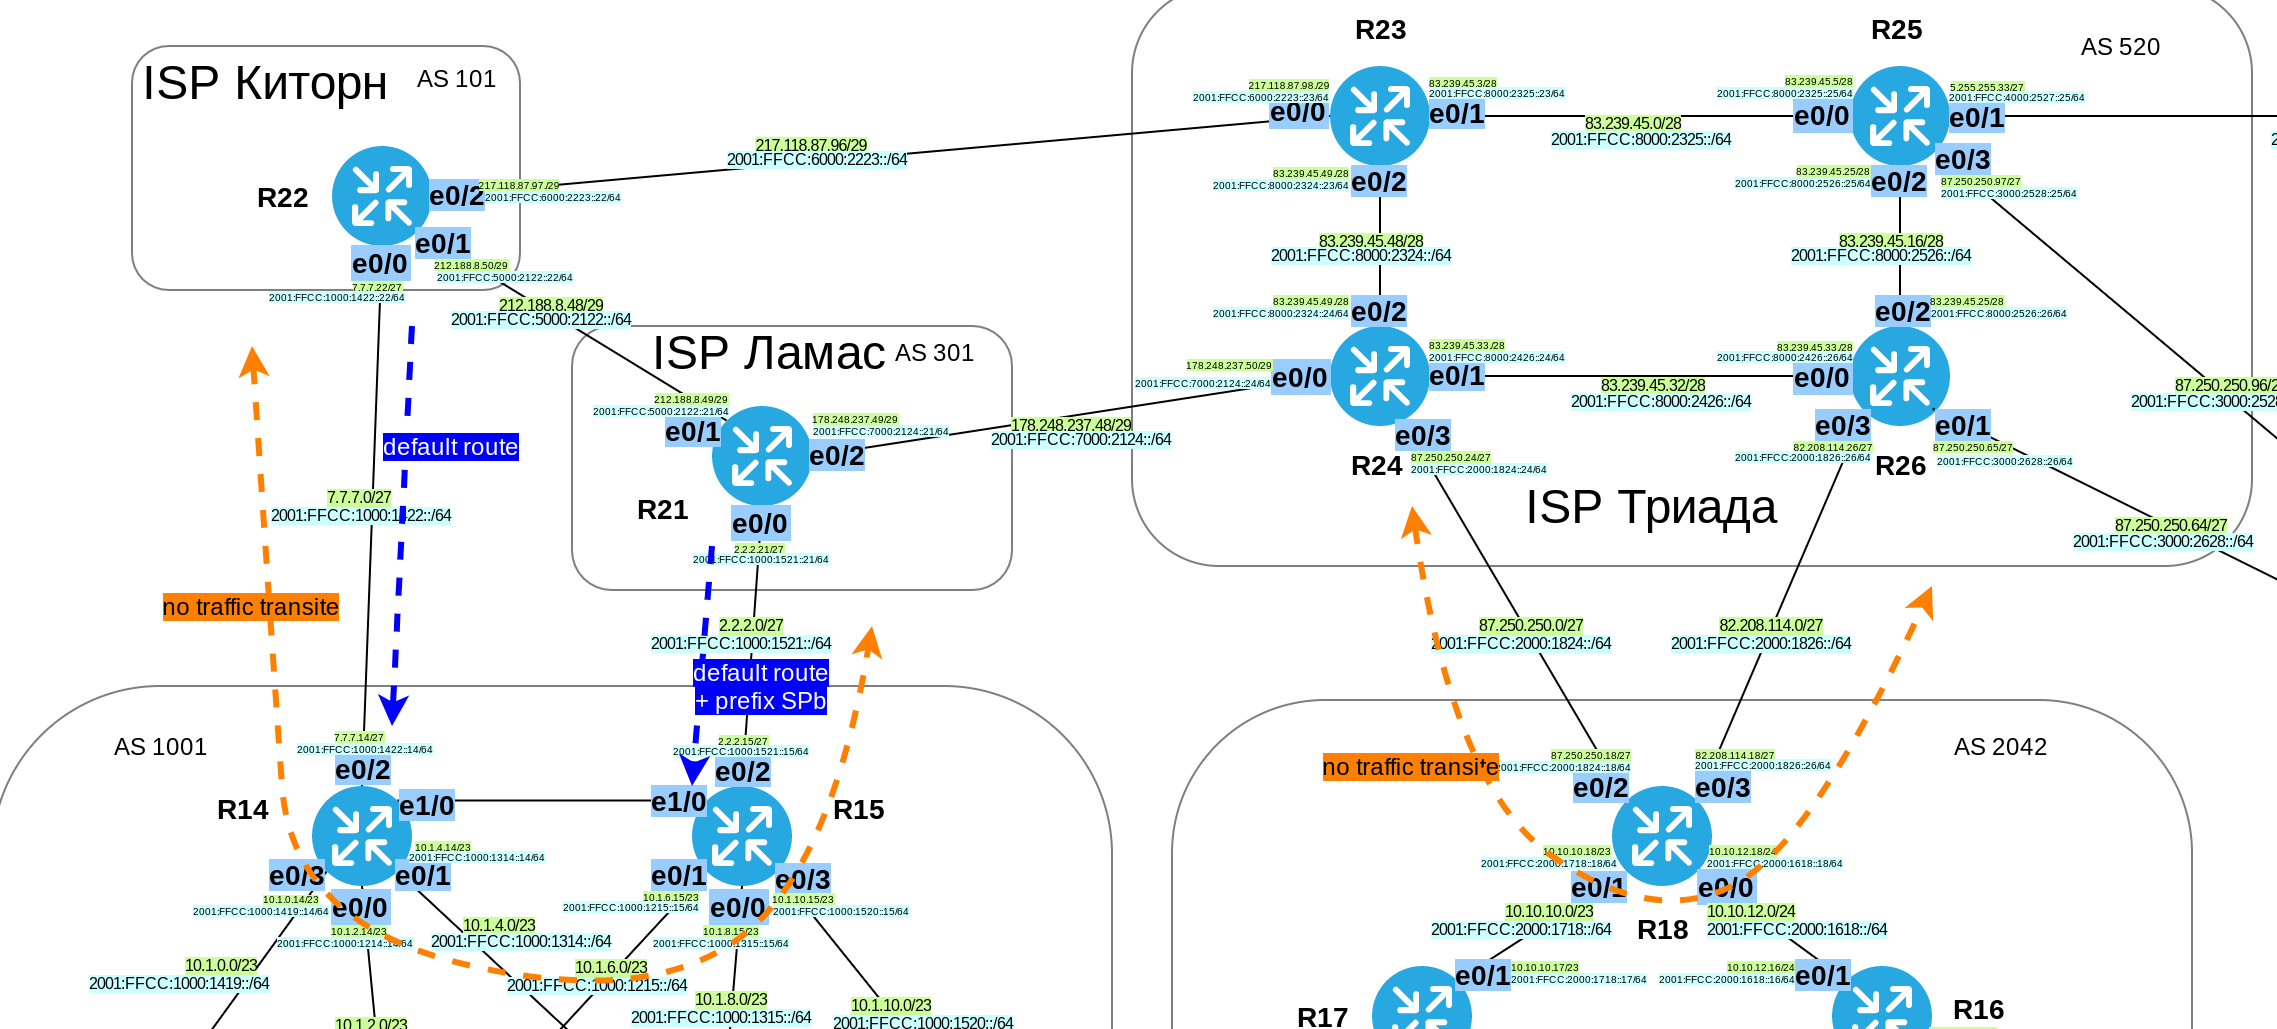 R23
R25
AS 520
ISP Киторн
AS 101
217.118.87.98/29
2001:FFCC:6000:2223::23/64
e0/0
83.239.45.3/28
2001:FFCC:8000:2325::23/64
e0/1
83.239.45.5/28
2001:FFCC:8000:2325::25/64
e0/0
5.255.255.33/27
2001:FFCC:4000:2527::25/64
e0/1
83.239.45.0/28
2001:FFCC:8000:2325::/64
217.118.87.96/29
2001:FFCC:6000:2223::/64
e0/3
87.250.250.97/27
2001:FFCC:3000:2528::25/64
R22
e0/2
217.118.87.97/29
2001:FFCC:6000:2223::22/64
83.239.45.49/28
2001:FFCC:8000:2324::23/64
e0/2
83.239.45.25/28
2001:FFCC:8000:2526::25/64
e0/2
e0/1
212.188.8.50/29
2001:FFCC:5000:2122::22/64
e0/0
7.7.7.22/27
2001:FFCC:1000:1422::22/64
83.239.45.48/28
2001:FFCC:8000:2324::/64
83.239.45.16/28
2001:FFCC:8000:2526::/64
212.188.8.48/29
2001:FFCC:5000:2122::/64
83.239.45.49/28
2001:FFCC:8000:2324::24/64
e0/2
e0/2
83.239.45.25/28
2001:FFCC:8000:2526::26/64
ISP Ламас
AS 301
178.248.237.50/29
2001:FFCC:7000:2124::24/64
e0/0
83.239.45.33/28
2001:FFCC:8000:2426::24/64
e0/1
83.239.45.33/28
2001:FFCC:8000:2426::26/64
e0/0
83.239.45.32/28
2001:FFCC:8000:2426::/64
87.250.250.96/2
2001:FFCC:3000:2528
212.188.8.49/29
2001:FFCC:5000:2122::21/64
e0/1
178.248.237.49/29
2001:FFCC:7000:2124::21/64
e0/2
178.248.237.48/29
2001:FFCC:7000:2124::/64
default route
e0/3
87.250.250.24/27
2001:FFCC:2000:1824::24/64
R24
e0/3
82.208.114.26/27
2001:FFCC:2000:1826::26/64
R26
e0/1
87.250.250.65/27
2001:FFCC:3000:2628::26/64
7.7.7.0/27
2001:FFCC:1000:1422::/64
R21
e0/0
2.2.2.21/27
2001:FFCC:1000:1521::21/64
ISP Триада
87.250.250.64/27
2001:FFCC:3000:2628::/64
no traffic transite
2.2.2.0/27
2001:FFCC:1000:1521::/64
87.250.250.0/27
2001:FFCC:2000:1824::/64
82.208.114.0/27
2001:FFCC:2000:1826::/64
default route
+ prefix SPb
AS 1001
7.7.7.14/27
2001:FFCC:1000:1422::14/64
e0/2
2.2.2.15/27
2001:FFCC:1000:1521::15/64
e0/2
no traffic transite
87.250.250.18/27
2001:FFCC:2000:1824::18/64
e0/2
82.208.114.18/27
2001:FFCC:2000:1826::26/64
e0/3
AS 2042
R14
e1/0
e1/0
R15
10.1.4.14/23
2001:FFCC:1000:1314::14/64
e0/3
e0/1
10.1.0.14/23
2001:FFCC:1000:1419::14/64
e0/0
10.1.2.14/23
2001:FFCC:1000:1214::14/64
e0/1
10.1.6.15/23
2001:FFCC:1000:1215::15/64
e0/0
10.1.8.15/23
2001:FFCC:1000:1315::15/64
e0/3
10.1.10.15/23
2001:FFCC:1000:1520::15/64
10.10.10.18/23
2001:FFCC:2000:1718::18/64
e0/1
10.10.12.18/24
2001:FFCC:2000:1618::18/64
e0/0
10.10.10.0/23
2001:FFCC:2000:1718::/64
R18
10.10.12.0/24
2001:FFCC:2000:1618::/64
10.1.4.0/23
2001:FFCC:1000:1314::/64
10.1.0.0/23
2001:FFCC:1000:1419::/64
10.1.6.0/23
2001:FFCC:1000:1215::/64
e0/1
10.10.10.17/23
2001:FFCC:2000:1718::17/64
10.10.12.16/24
2001:FFCC:2000:1618::16/64
e0/1
10.1.8.0/23
2001:FFCC:1000:1315::/64
10.1.10.0/23
2001:FFCC:1000:1520::/64
10.1.2.0/23
R17
R16